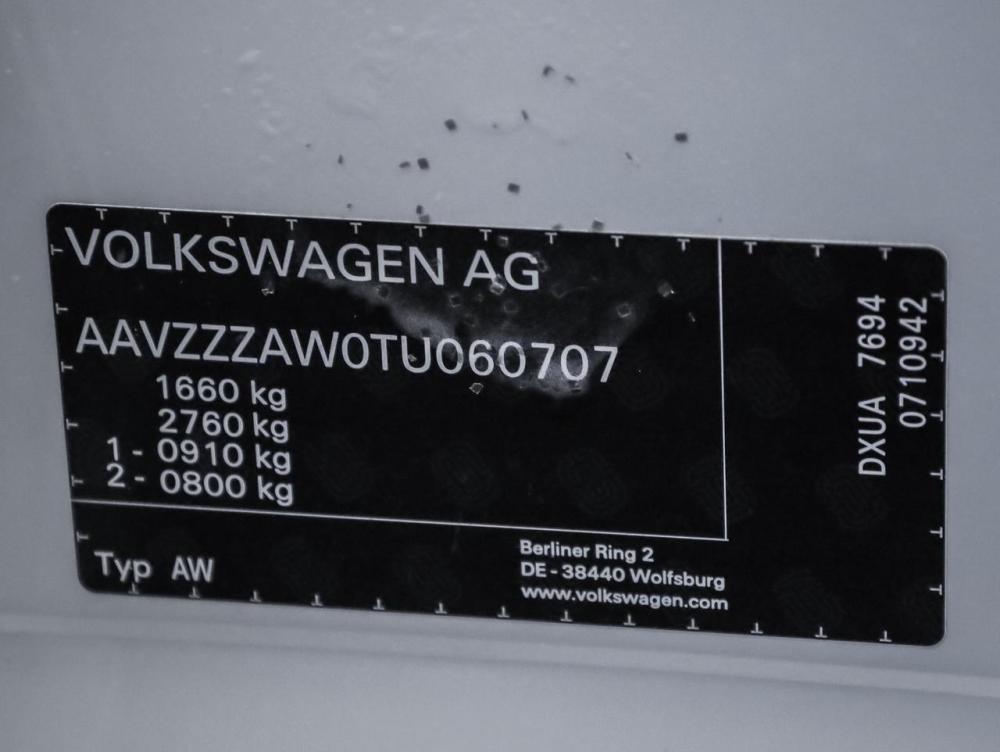 VOLKSWAGEN AG
AAVZZZAW0TU060707
1660 kg
2760 kg
1 - 0910 kg
2 - 0800 kg
Typ AW
Berliner Ring 2
DE - 38440 Wolfsburg
www.volkswagen.com
DXUA 7694
0710942